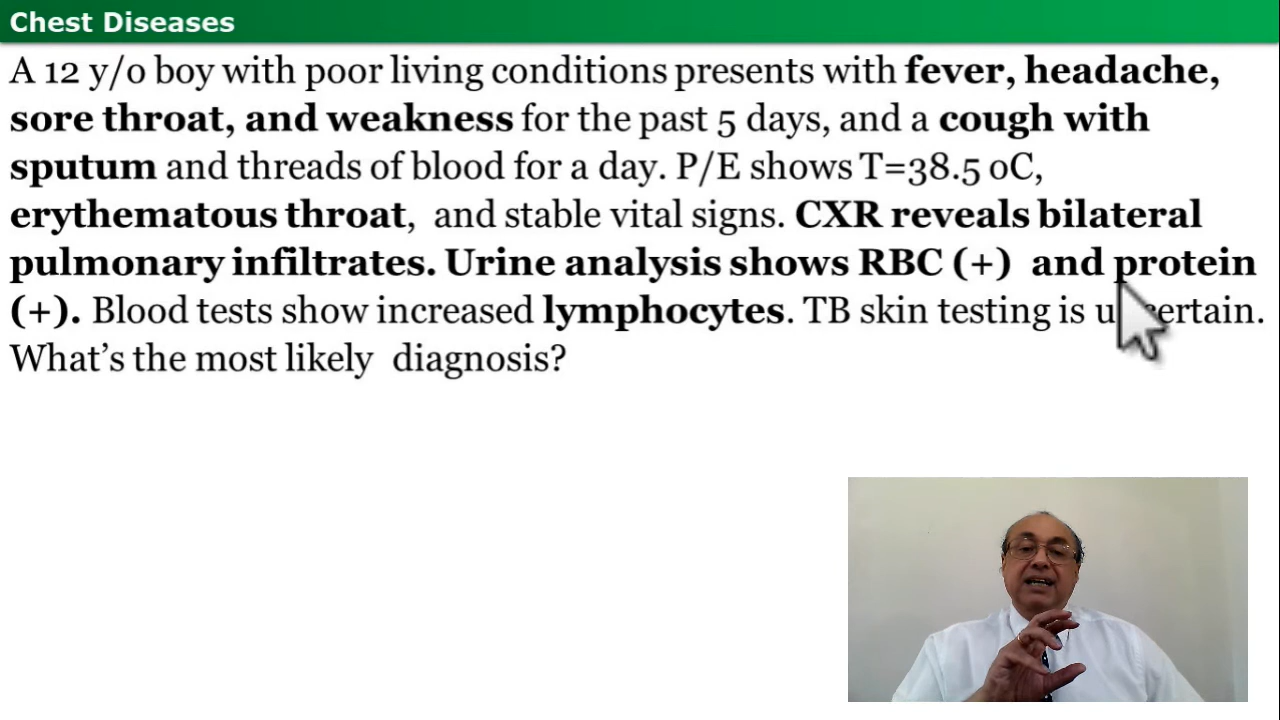 Chest Diseases
A 12 y/o boy with poor living conditions presents with fever, headache,
sore throat, and weakness for the past 5 days, and a cough with
sputum and threads of blood for a day. P/E shows T=38.5 oC,
erythematous throat, and stable vital signs. CXR reveals bilateral
pulmonary infiltrates. Urine analysis shows RBC (+) and protein
(+). Blood tests show increased lymphocytes. TB skin testing is uncertain.
What's the most likely diagnosis?